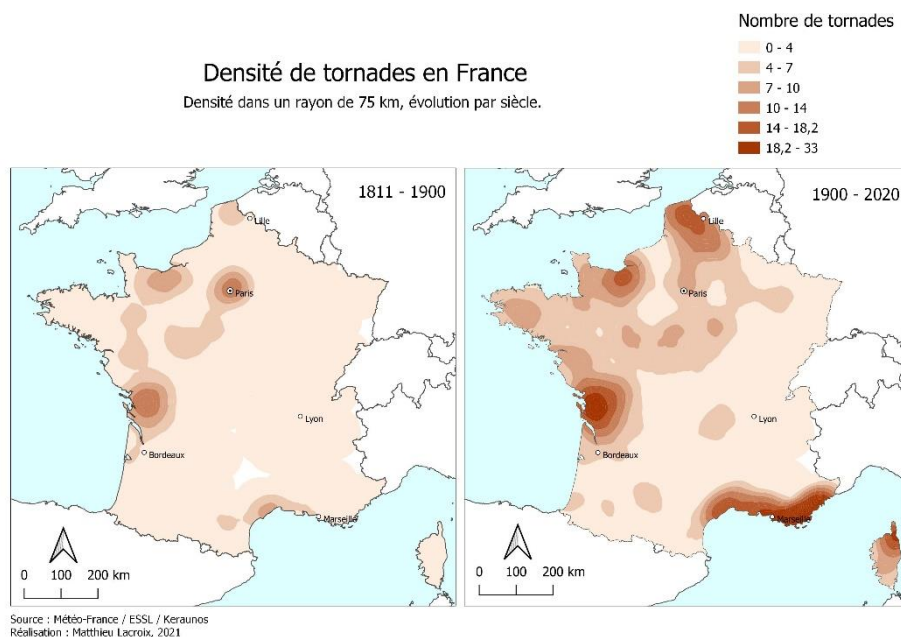 Densité de tornades en France
Densité dans un rayon de 75 km, évolution par siècle.
Nombre de tornades
0 - 4
4 - 7
7 - 10
10 - 14
14 - 18,2
18,2 - 33
1811 - 1900
Lille
Paris
Lyon
Bordeaux
Marseille
0 100 200 km
1900 - 2020
Lille
Paris
Lyon
Bordeaux
Marseille
0 100 200 km
Source : Météo-France / ESSL / Keraunos
Réalisation : Matthieu Lacroix, 2021